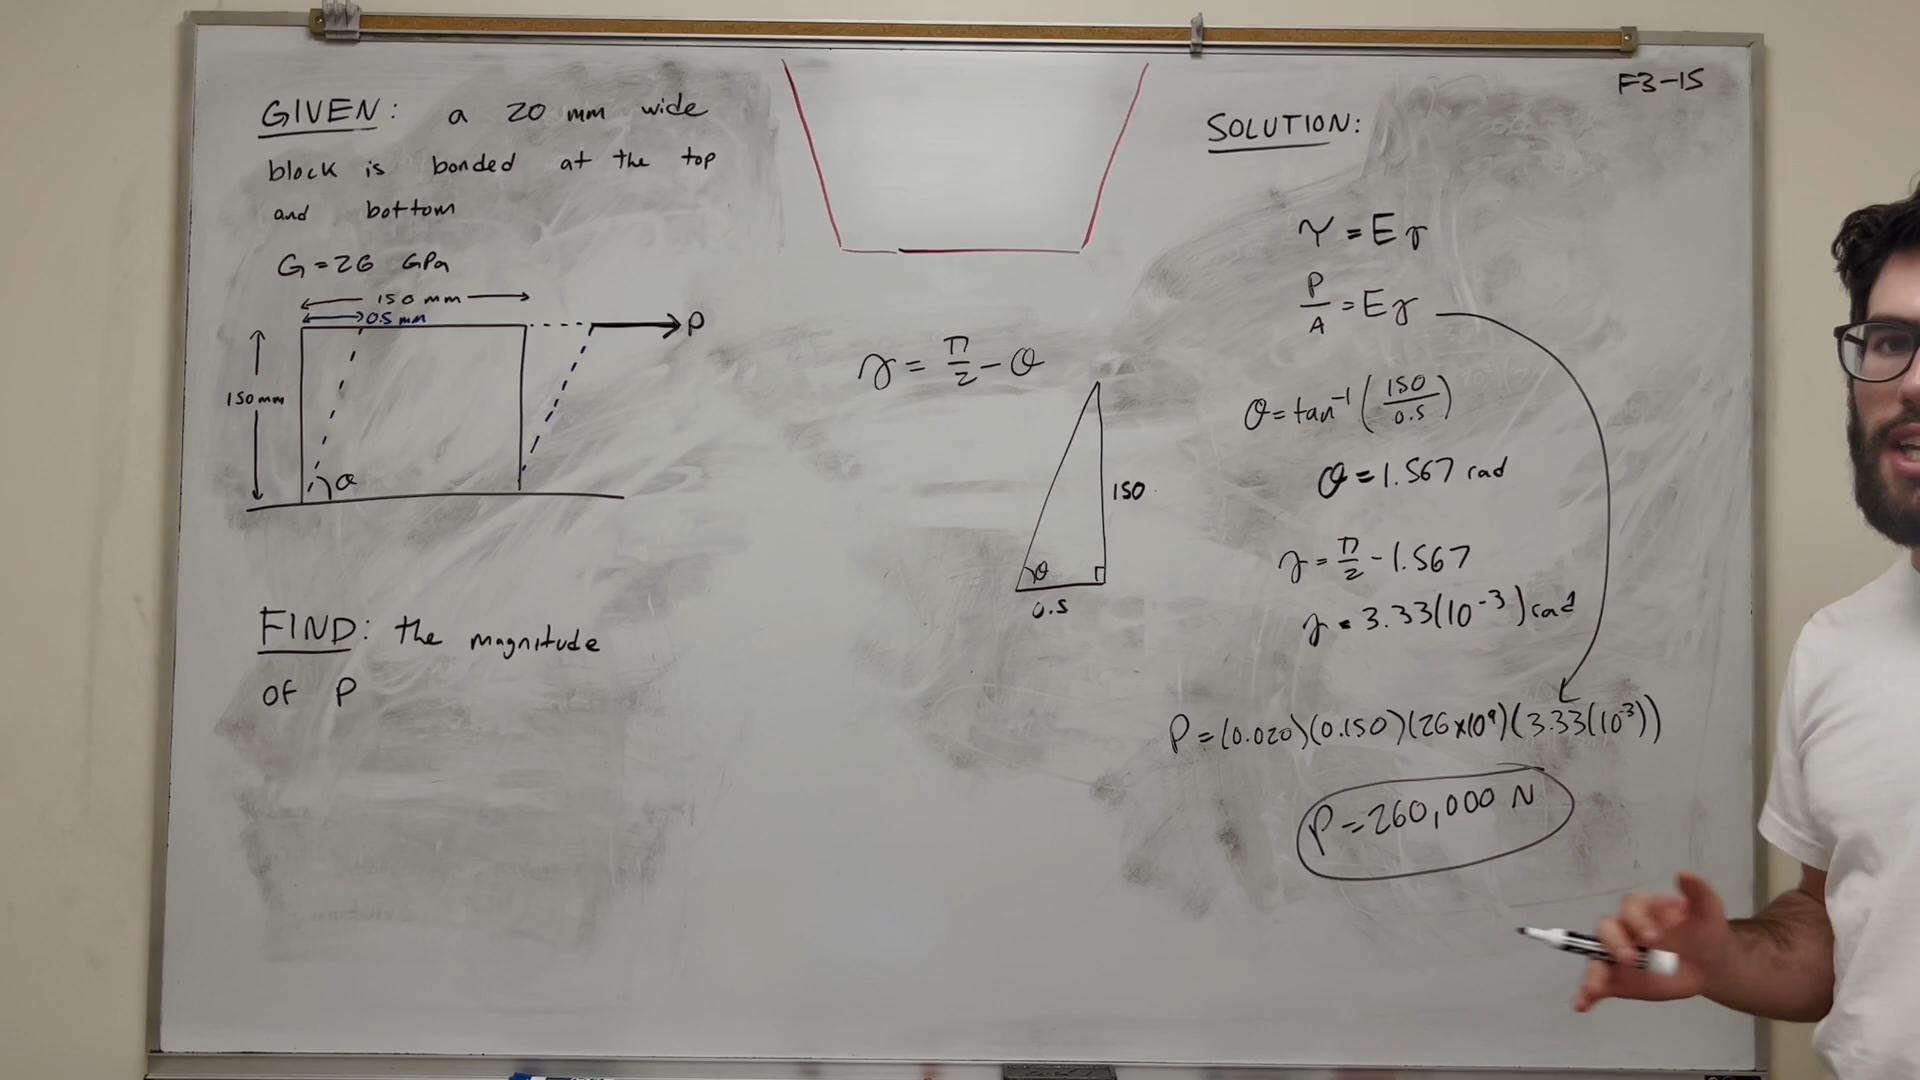 GIVEN: a 20 mm wide
block is bonded at the top
and bottom
G = 26 GPa
150 mm
0.5 mm
P
150 mm
θ
FIND: the magnitude
of P
γ = π/2 - θ
150
θ
0.5
F3-15
SOLUTION:
τ = Eγ
P/A = Eγ
θ = tan⁻¹(150/0.5)
θ = 1.567 rad
γ = π/2 - 1.567
γ = 3.33(10⁻³) rad
P = (0.020)(0.150)(26x10⁹)(3.33(10⁻³))
P = 260,000 N